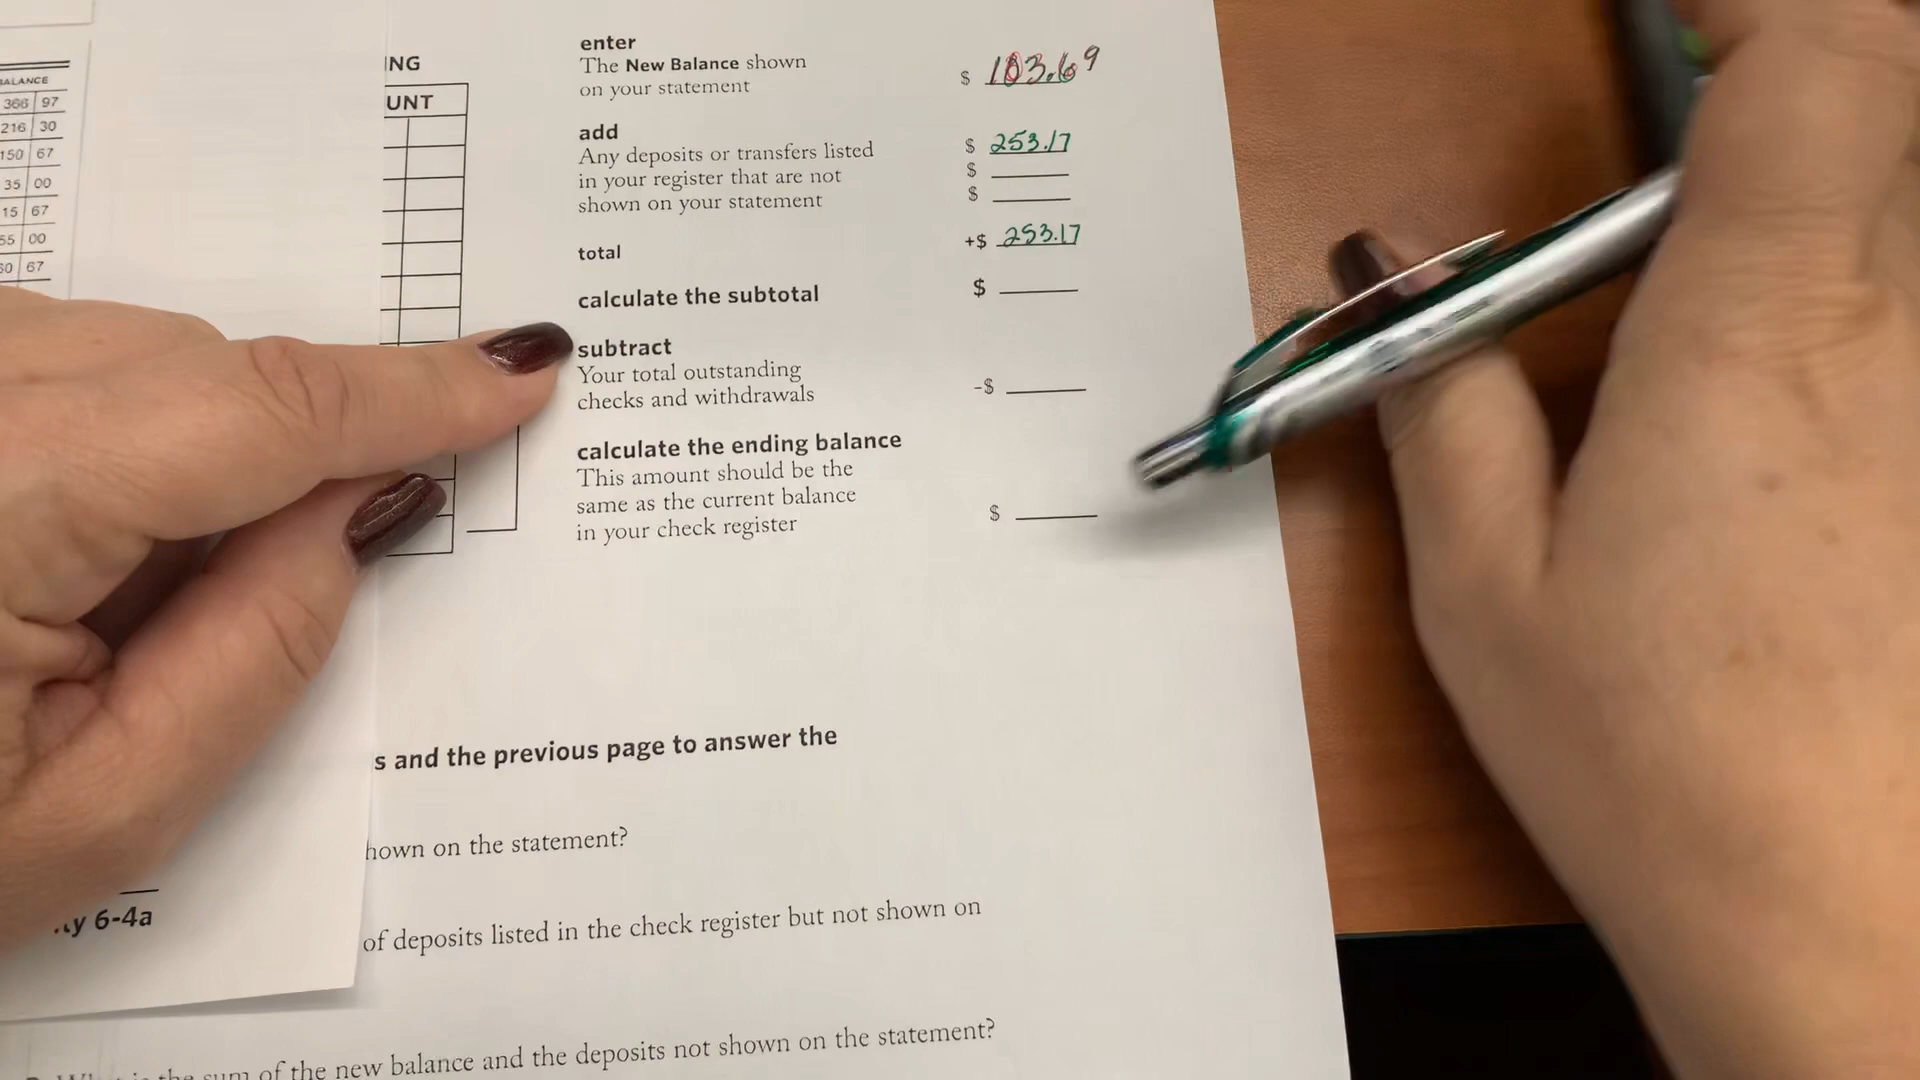 BALANCE
366 97
216 30
150 67
35 00
15 67
55 00
67
UNT
enter
The New Balance shown
on your statement
$ 103.69
add
Any deposits or transfers listed
in your register that are not
shown on your statement
$ 253.17
$
$
total
+$ 253.17
calculate the subtotal
$
subtract
Your total outstanding
checks and withdrawals
-$
calculate the ending balance
This amount should be the
same as the current balance
in your check register
$
s and the previous page to answer the
hown on the statement?
of deposits listed in the check register but not shown on
the sum of the new balance and the deposits not shown on the statement?
6-4a